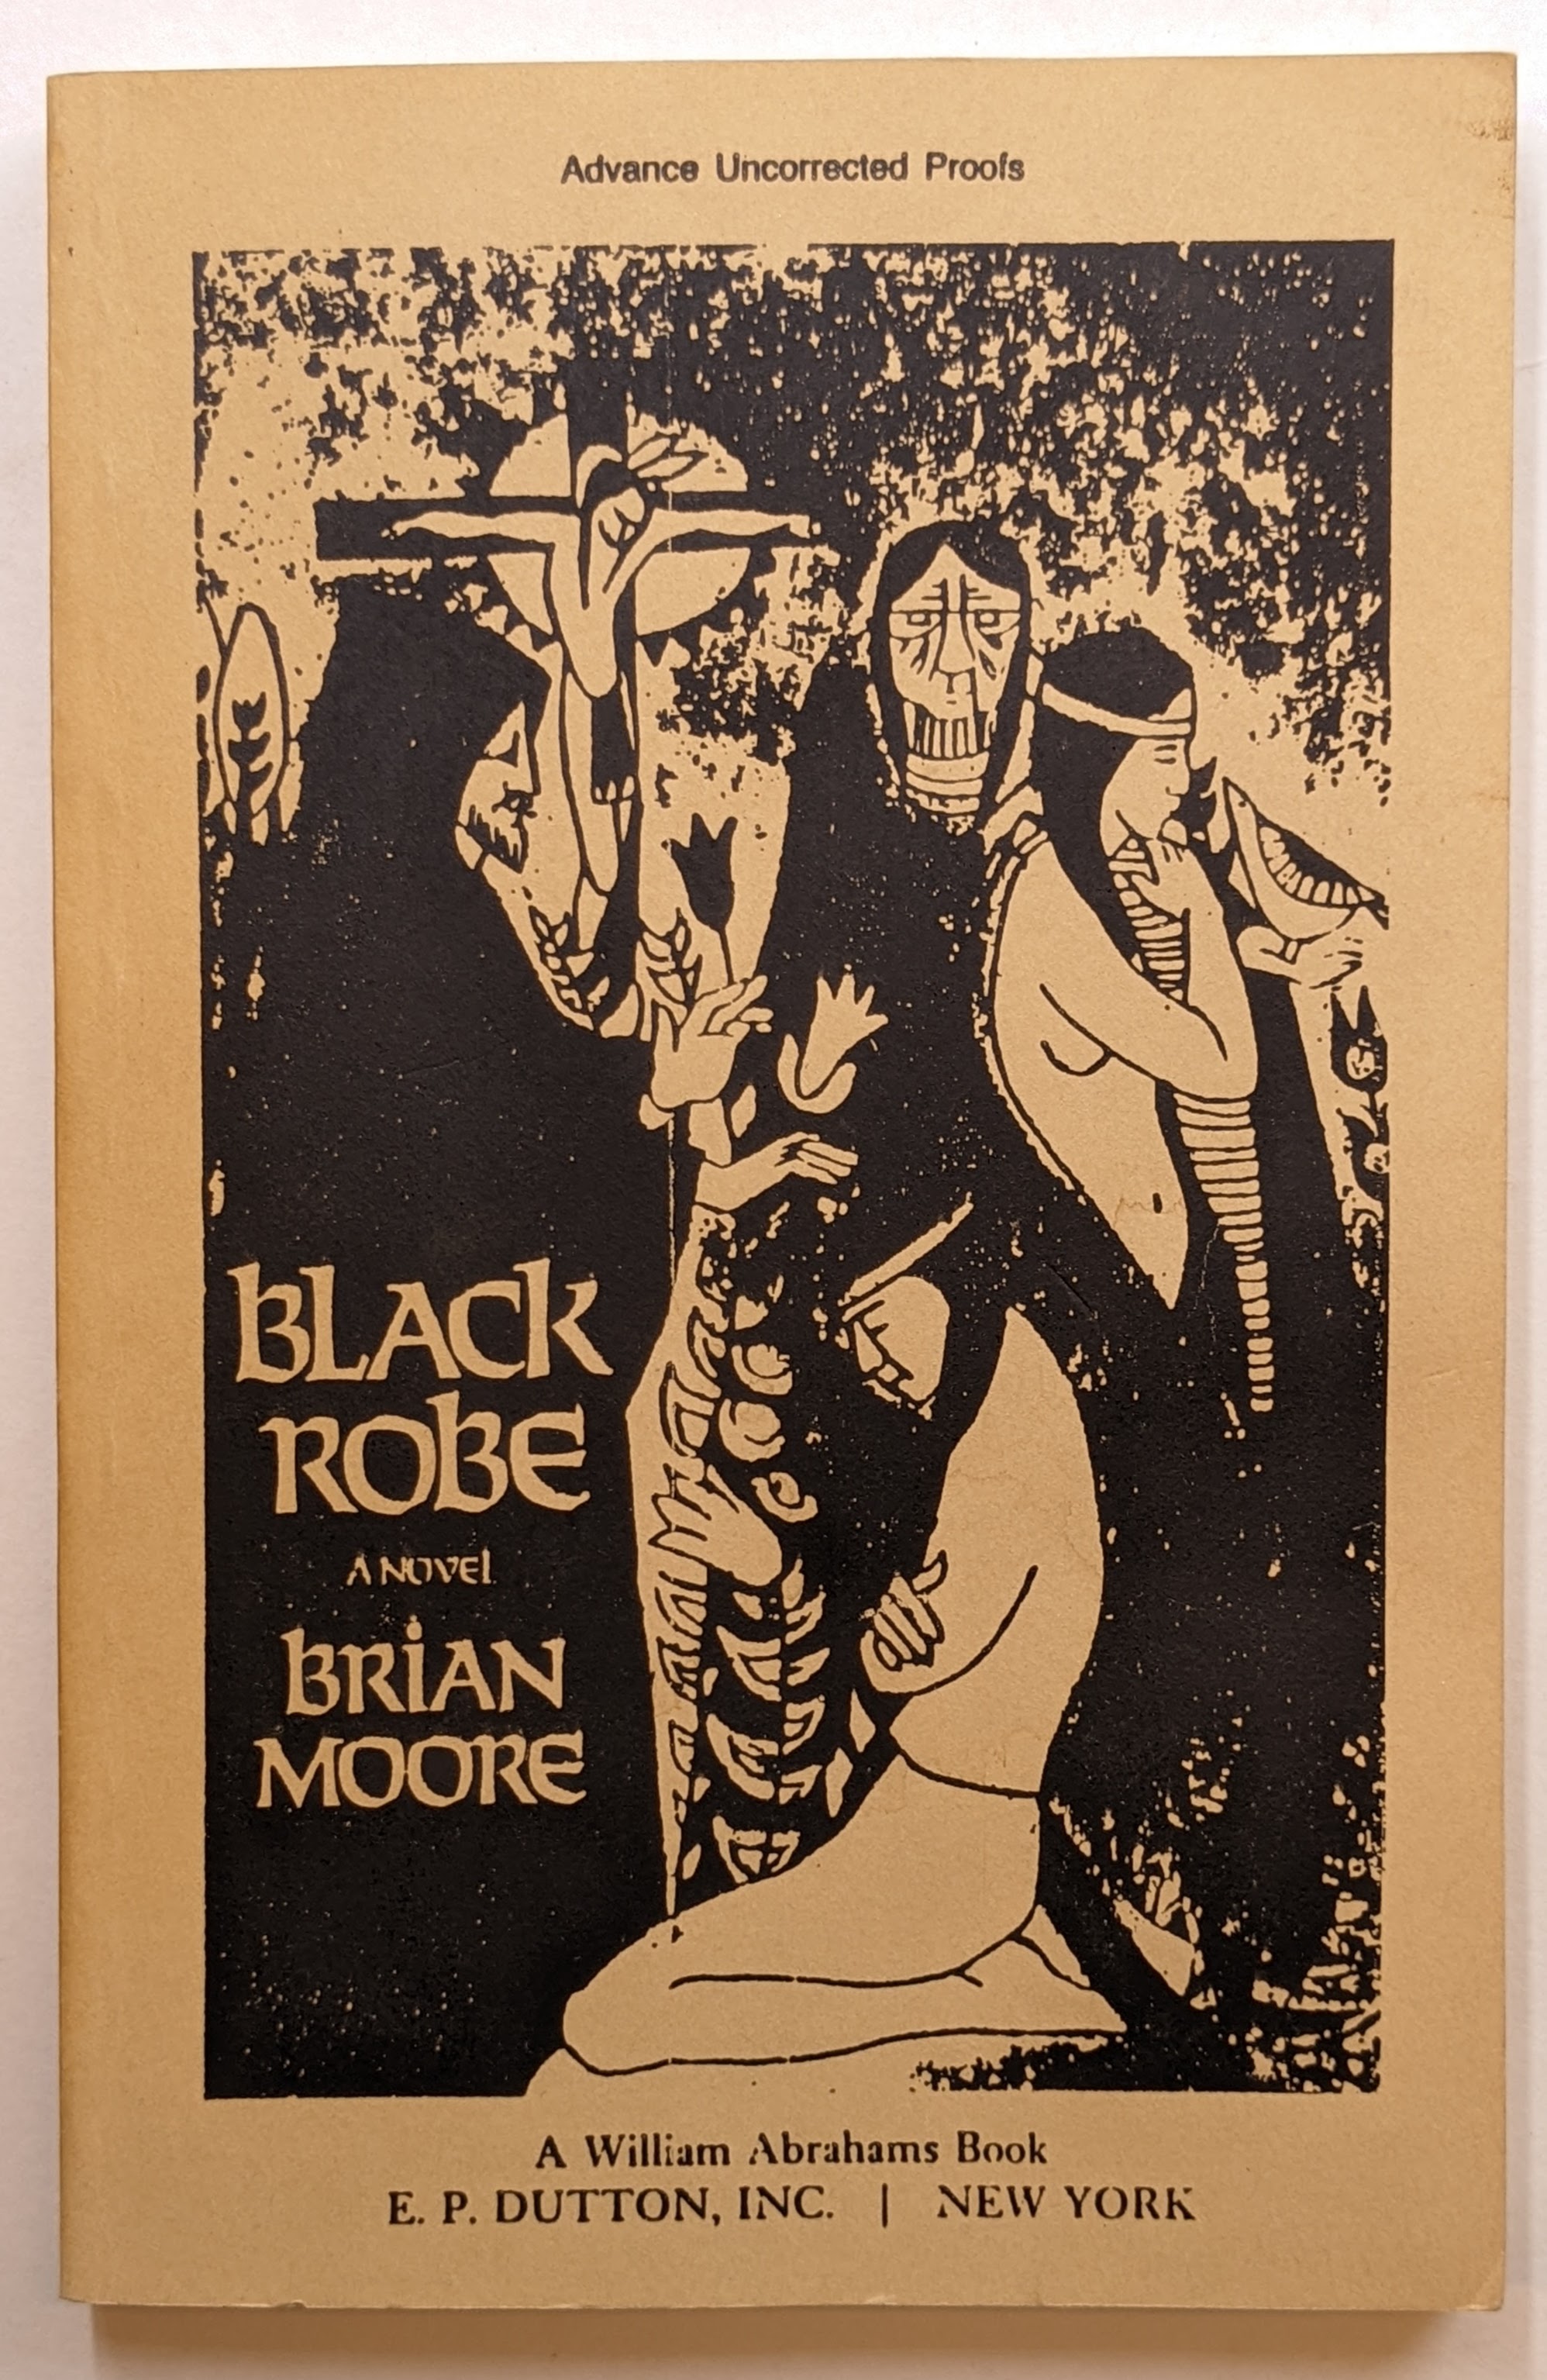 Advance Uncorrected Proofs
BLACK
ROBE
A NOVEL
BRIAN
MOORE
A William Abrahams Book
E. P. DUTTON, INC. | NEW YORK